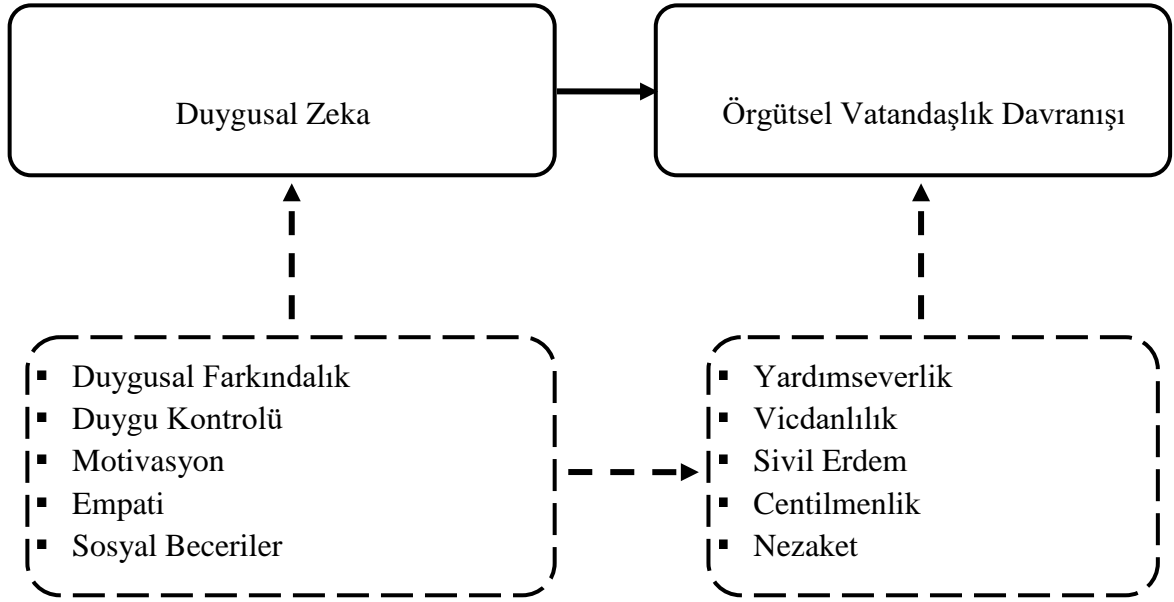 Duygusal Zeka
Örgütsel Vatandaşlık Davranışı
▪ Duygusal Farkındalık
▪ Duygu Kontrolü
▪ Motivasyon
▪ Empati
▪ Sosyal Beceriler
▪ Yardımseverlik
▪ Vicdanlılık
▪ Sivil Erdem
▪ Centilmenlik
▪ Nezaket